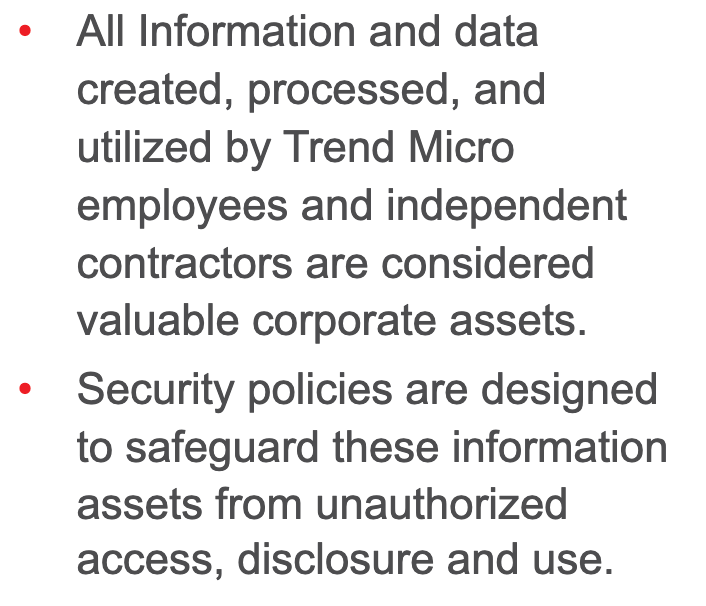 • All Information and data
created, processed, and
utilized by Trend Micro
employees and independent
contractors are considered
valuable corporate assets.
• Security policies are designed
to safeguard these information
assets from unauthorized
access, disclosure and use.